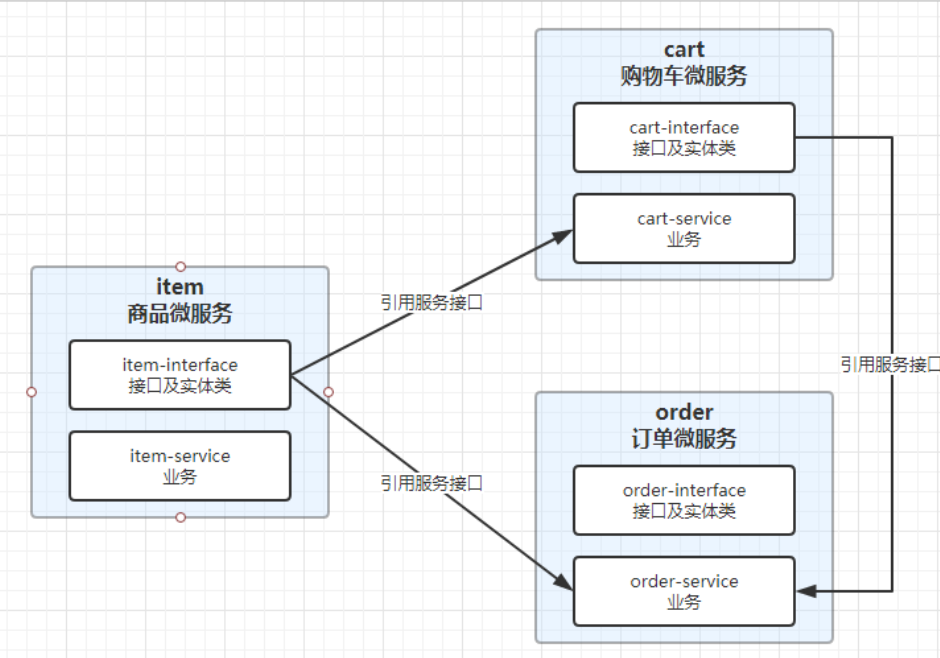 cart
购物车微服务
cart-interface
接口及实体类
cart-service
业务
引用服务接口
item
商品微服务
item-interface
接口及实体类
item-service
业务
引用服务接口
引用服务接口
order
订单微服务
order-interface
接口及实体类
order-service
业务